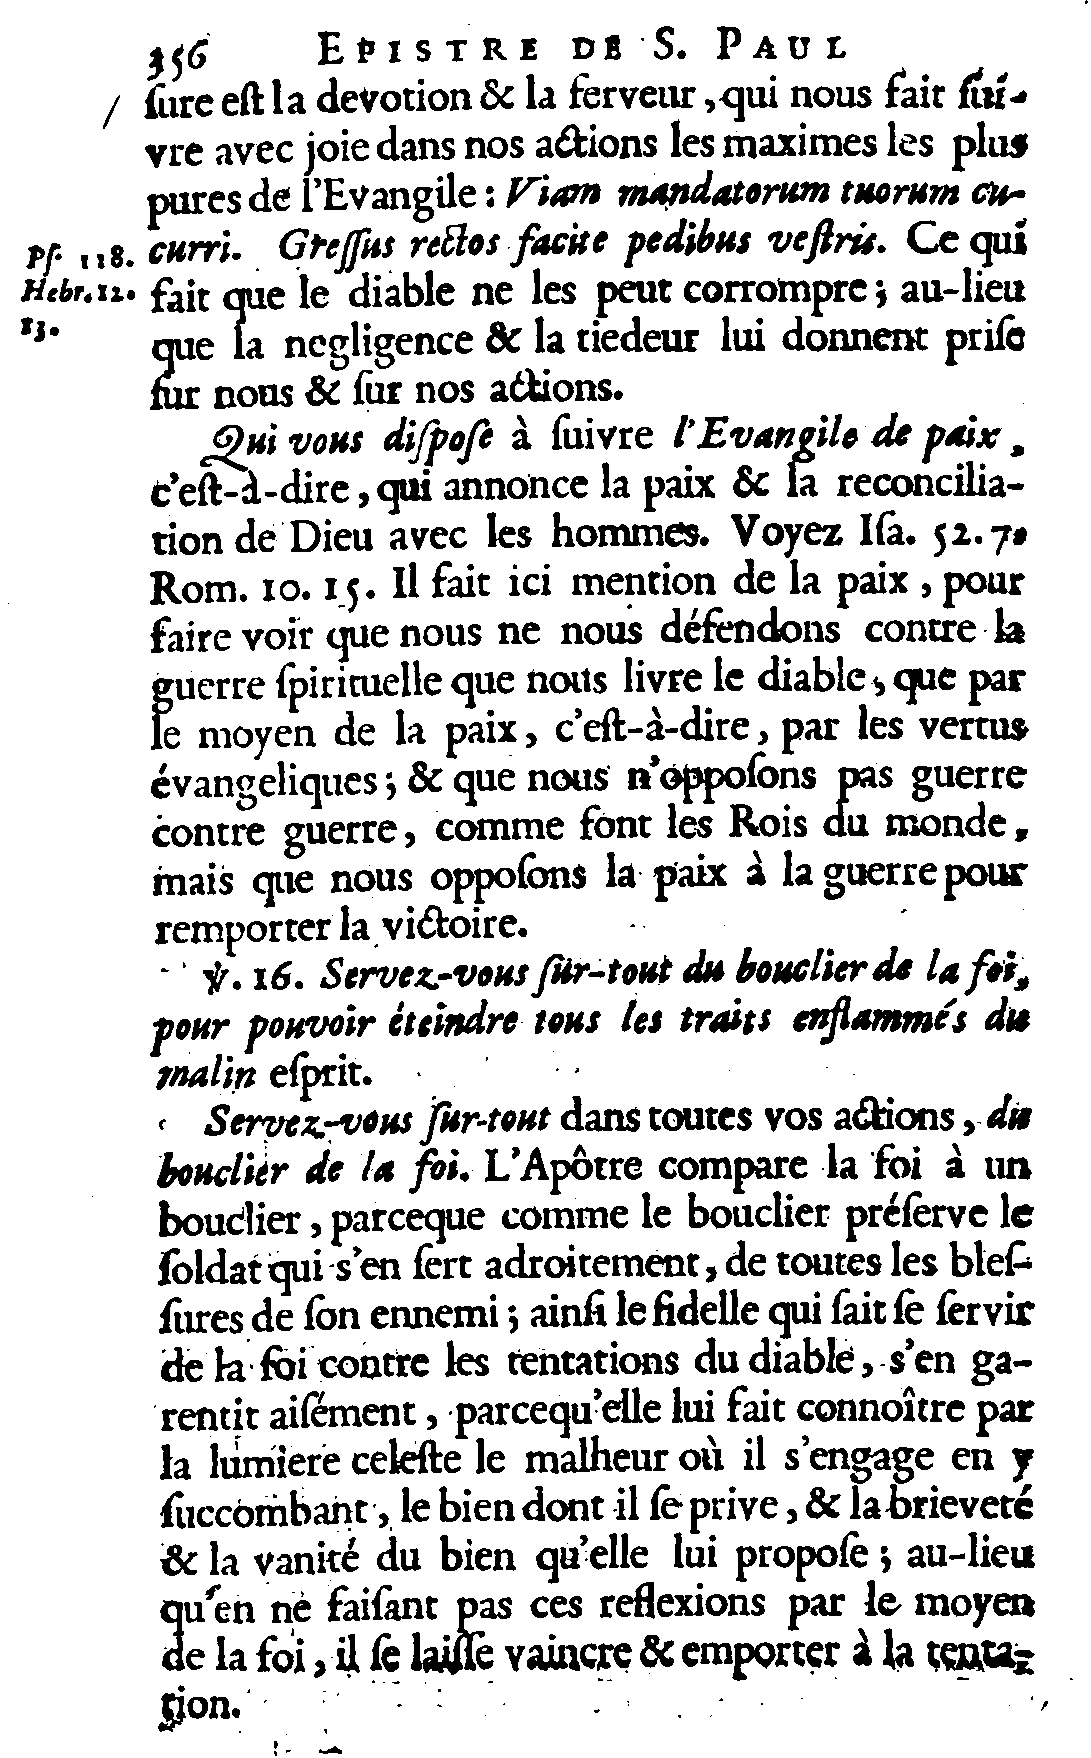 356 EPISTRE DE S. PAUL
ſure eſt la devotion & la ferveur, qui nous fait ſui-
vre avec joie dans nos actions les maximes les plus
pures de l'Evangile : Viam mandatorum tuorum cu-
Pſ. 118. curri. Greſſus rectos facite pedibus veſtris. Ce qui
Hebr. 12. fait que le diable ne les peut corrompre ; au-lieu
13. que la negligence & la tiedeur lui donnent priſe
ſur nous & ſur nos actions.
Qui vous diſpoſe à ſuivre l'Evangile de paix,
c'eſt-à-dire, qui annonce la paix & la reconcilia-
tion de Dieu avec les hommes. Voyez Iſa. 52. 7.
Rom. 10. 15. Il fait ici mention de la paix, pour
faire voir que nous ne nous défendons contre la
guerre ſpirituelle que nous livre le diable, que par
le moyen de la paix, c'eſt-à-dire, par les vertus
évangeliques ; & que nous n'oppoſons pas guerre
contre guerre, comme font les Rois du monde,
mais que nous oppoſons la paix à la guerre pour
remporter la victoire.
℣. 16. Servez-vous ſur-tout du bouclier de la foi,
pour pouvoir éteindre tous les traits enflammés du
malin eſprit.
Servez-vous ſur-tout dans toutes vos actions, du
bouclier de la foi. L'Apôtre compare la foi à un
bouclier, parceque comme le bouclier préſerve le
ſoldat qui s'en ſert adroitement, de toutes les bleſ-
ſures de ſon ennemi ; ainſi le fidelle qui ſait ſe ſervir
de la foi contre les tentations du diable, s'en ga-
rentit aiſément, parcequ'elle lui fait connoître par
la lumiere celeſte le malheur où il s'engage en y
ſuccombant, le bien dont il ſe prive, & la brieveté
& la vanité du bien qu'elle lui propoſe ; au-lieu
qu'en ne faiſant pas ces reflexions par le moyen
de la foi, il ſe laiſſe vaincre & emporter à la tenta-
tion.